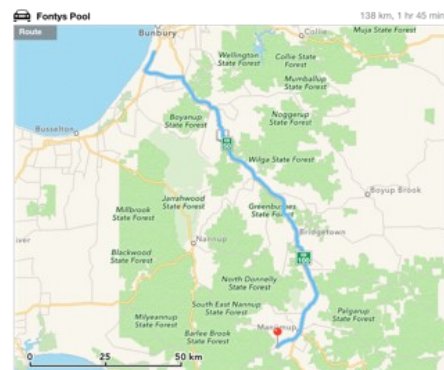 Fontys Pool
138 km, 1 hr 45 min
Route
Bunbury
Collie
Muja State Forest
Wellington
State Forest
Collie State
Forest
Mumballup
State Forest
Boyanup
State Forest
Noggerup
State Forest
Busselton
Wilga State Forest
Jarrahwood
State Forest
Boyup Brook
Millbrook
State Forest
Greenbushes
State Forest
Bridgetown
Nannup
Blackwood
State Forest
100
North Donnelly
State Forest
South East Nannup
State Forest
Milyeannup
State Forest
Palgarup
State Forest
Manjimup
Barlee Brook
State Forest
0
25
50 km